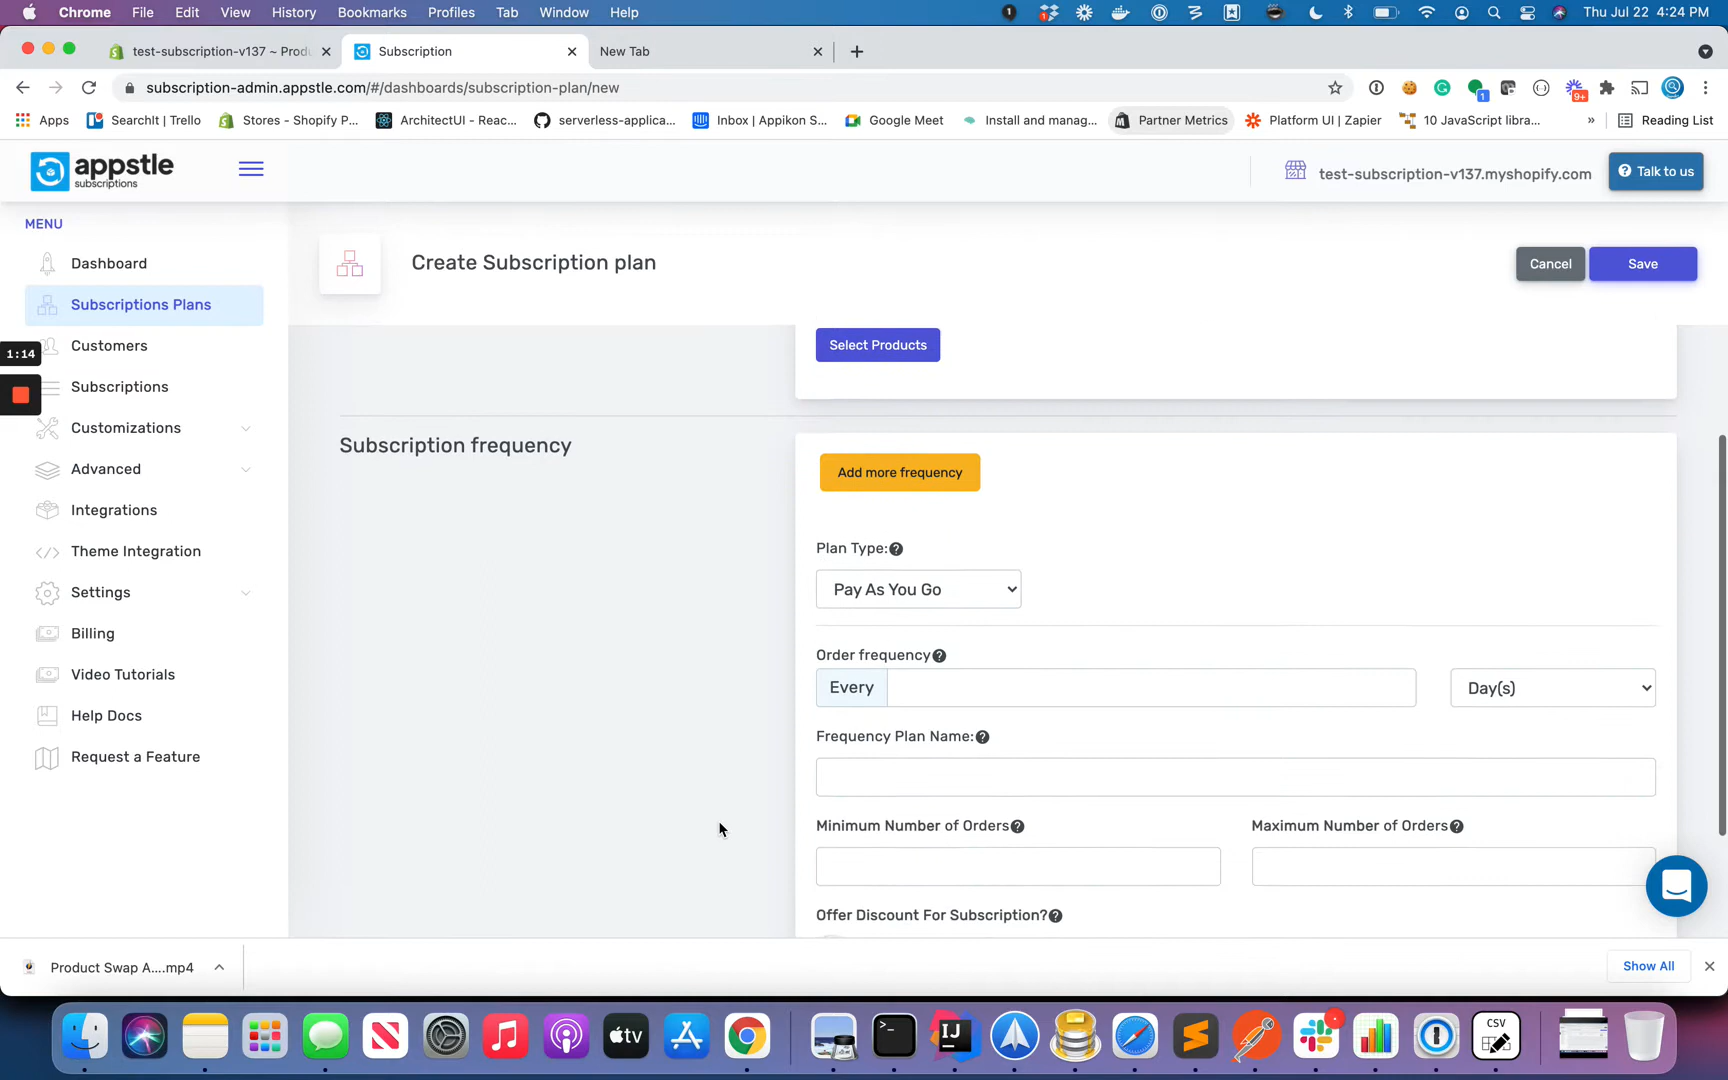 Chrome File Edit View History Bookmarks Profiles Tab Window Help
1 1 Thu Jul 22 4:24 PM
test-subscription-v137 ~ Produ
Subscription
New Tab
subscription-admin.appstle.com/#/dashboards/subscription-plan/new
1 9+
Apps SearchIt | Trello Stores - Shopify P... ArchitectUI - Reac... serverless-applica... Inbox | Appikon S... Google Meet Install and manag... Partner Metrics Platform UI | Zapier 10 JavaScript libra... » Reading List
appstle
subscriptions
test-subscription-v137.myshopify.com
Talk to us
MENU
Dashboard
Subscriptions Plans
Customers
1:14
Subscriptions
Customizations
Advanced
Integrations
Theme Integration
Settings
Billing
Video Tutorials
Help Docs
Request a Feature
Create Subscription plan
Cancel
Save
Select Products
Subscription frequency
Add more frequency
Plan Type:
Pay As You Go
Order frequency
Every
Day(s)
Frequency Plan Name:
Minimum Number of Orders
Maximum Number of Orders
Offer Discount For Subscription?
Product Swap A....mp4
Show All
tv
>_
IJ
CSV